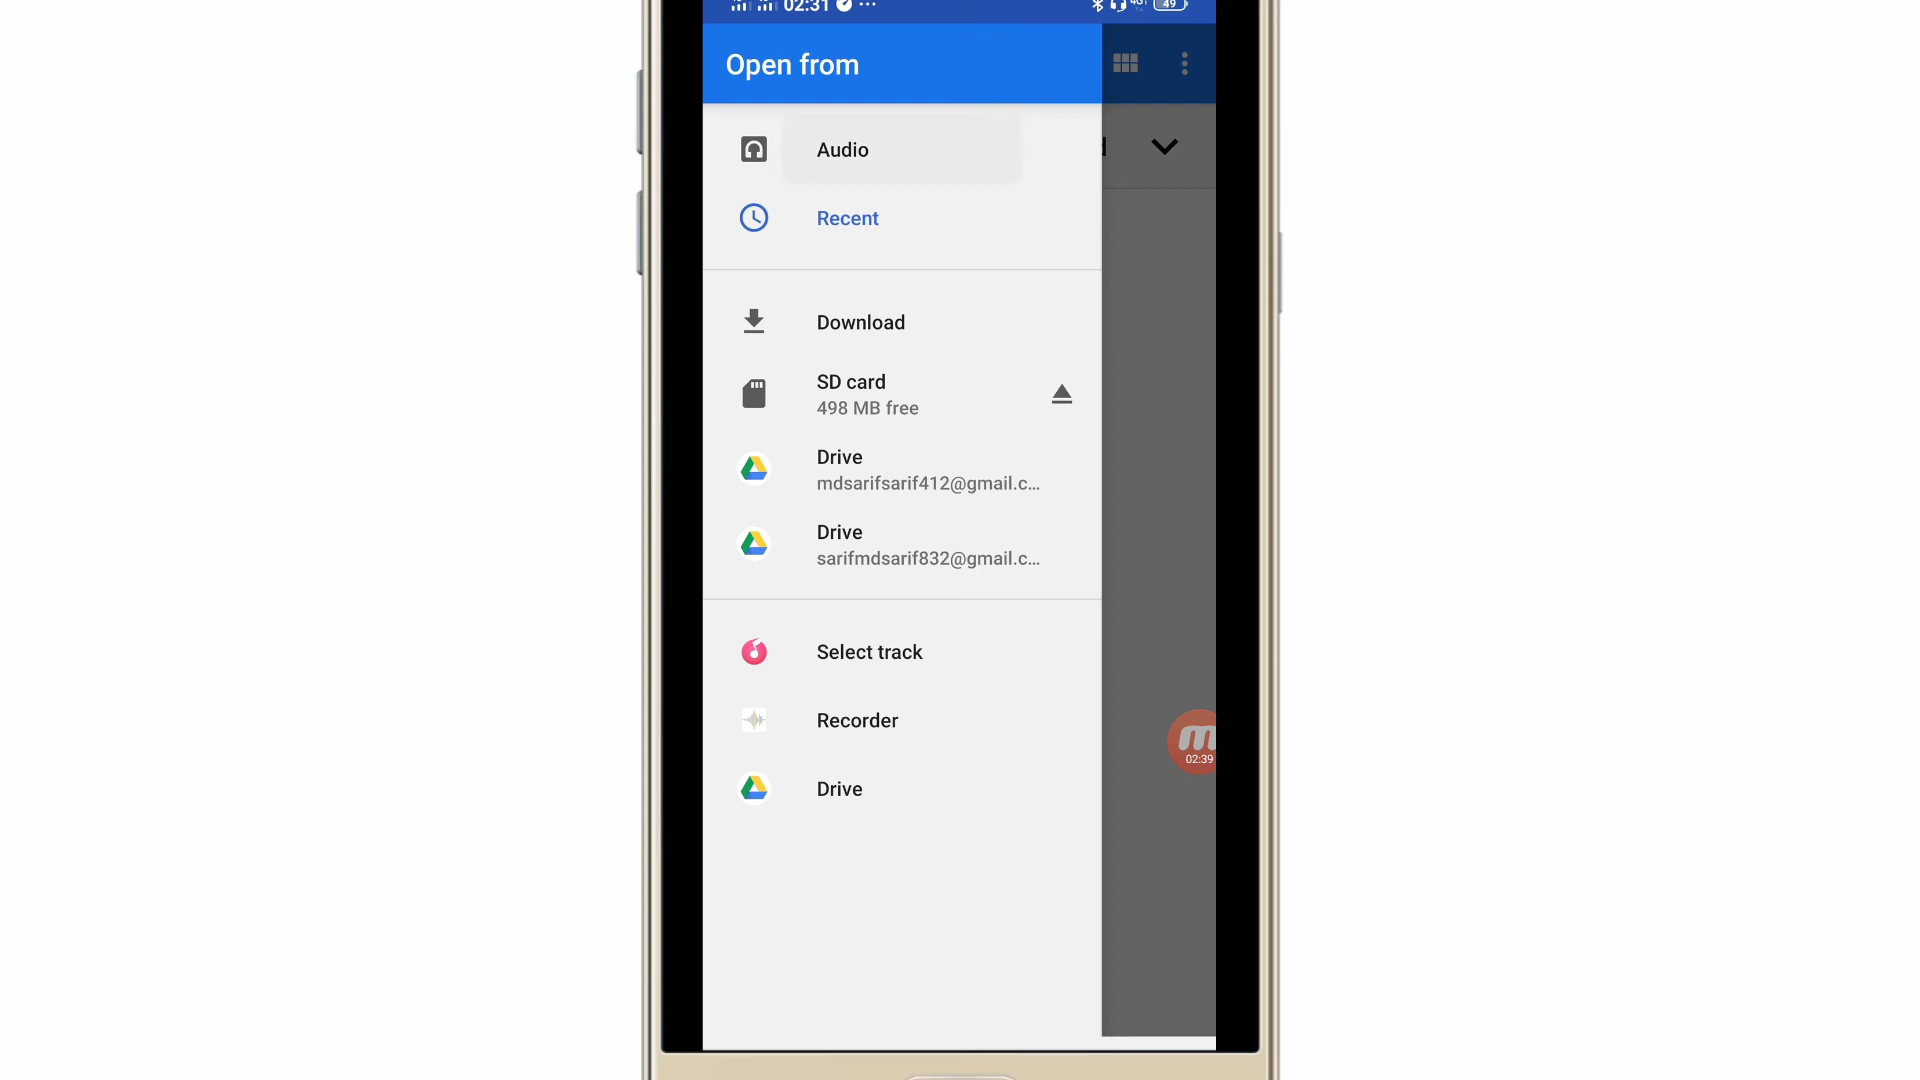 02:31
49
Open from
Audio
Recent
Download
SD card
498 MB free
Drive
mdsarifsarif412@gmail.c...
Drive
sarifmdsarif832@gmail.c...
Select track
Recorder
02:39
Drive